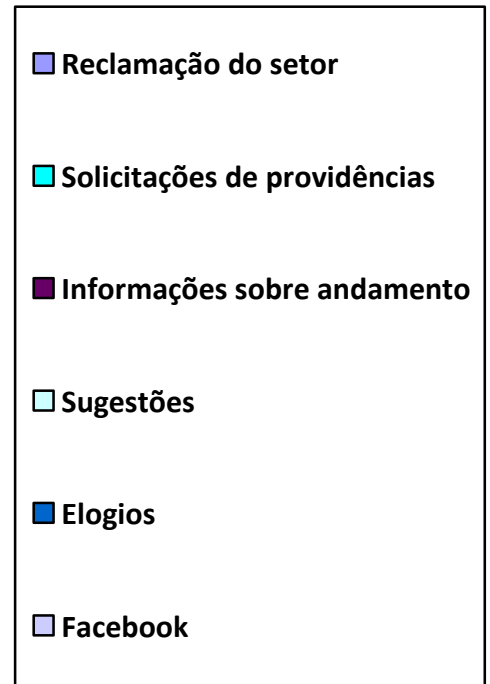 Reclamação do setor
Solicitações de providências
Informações sobre andamento
Sugestões
Elogios
Facebook